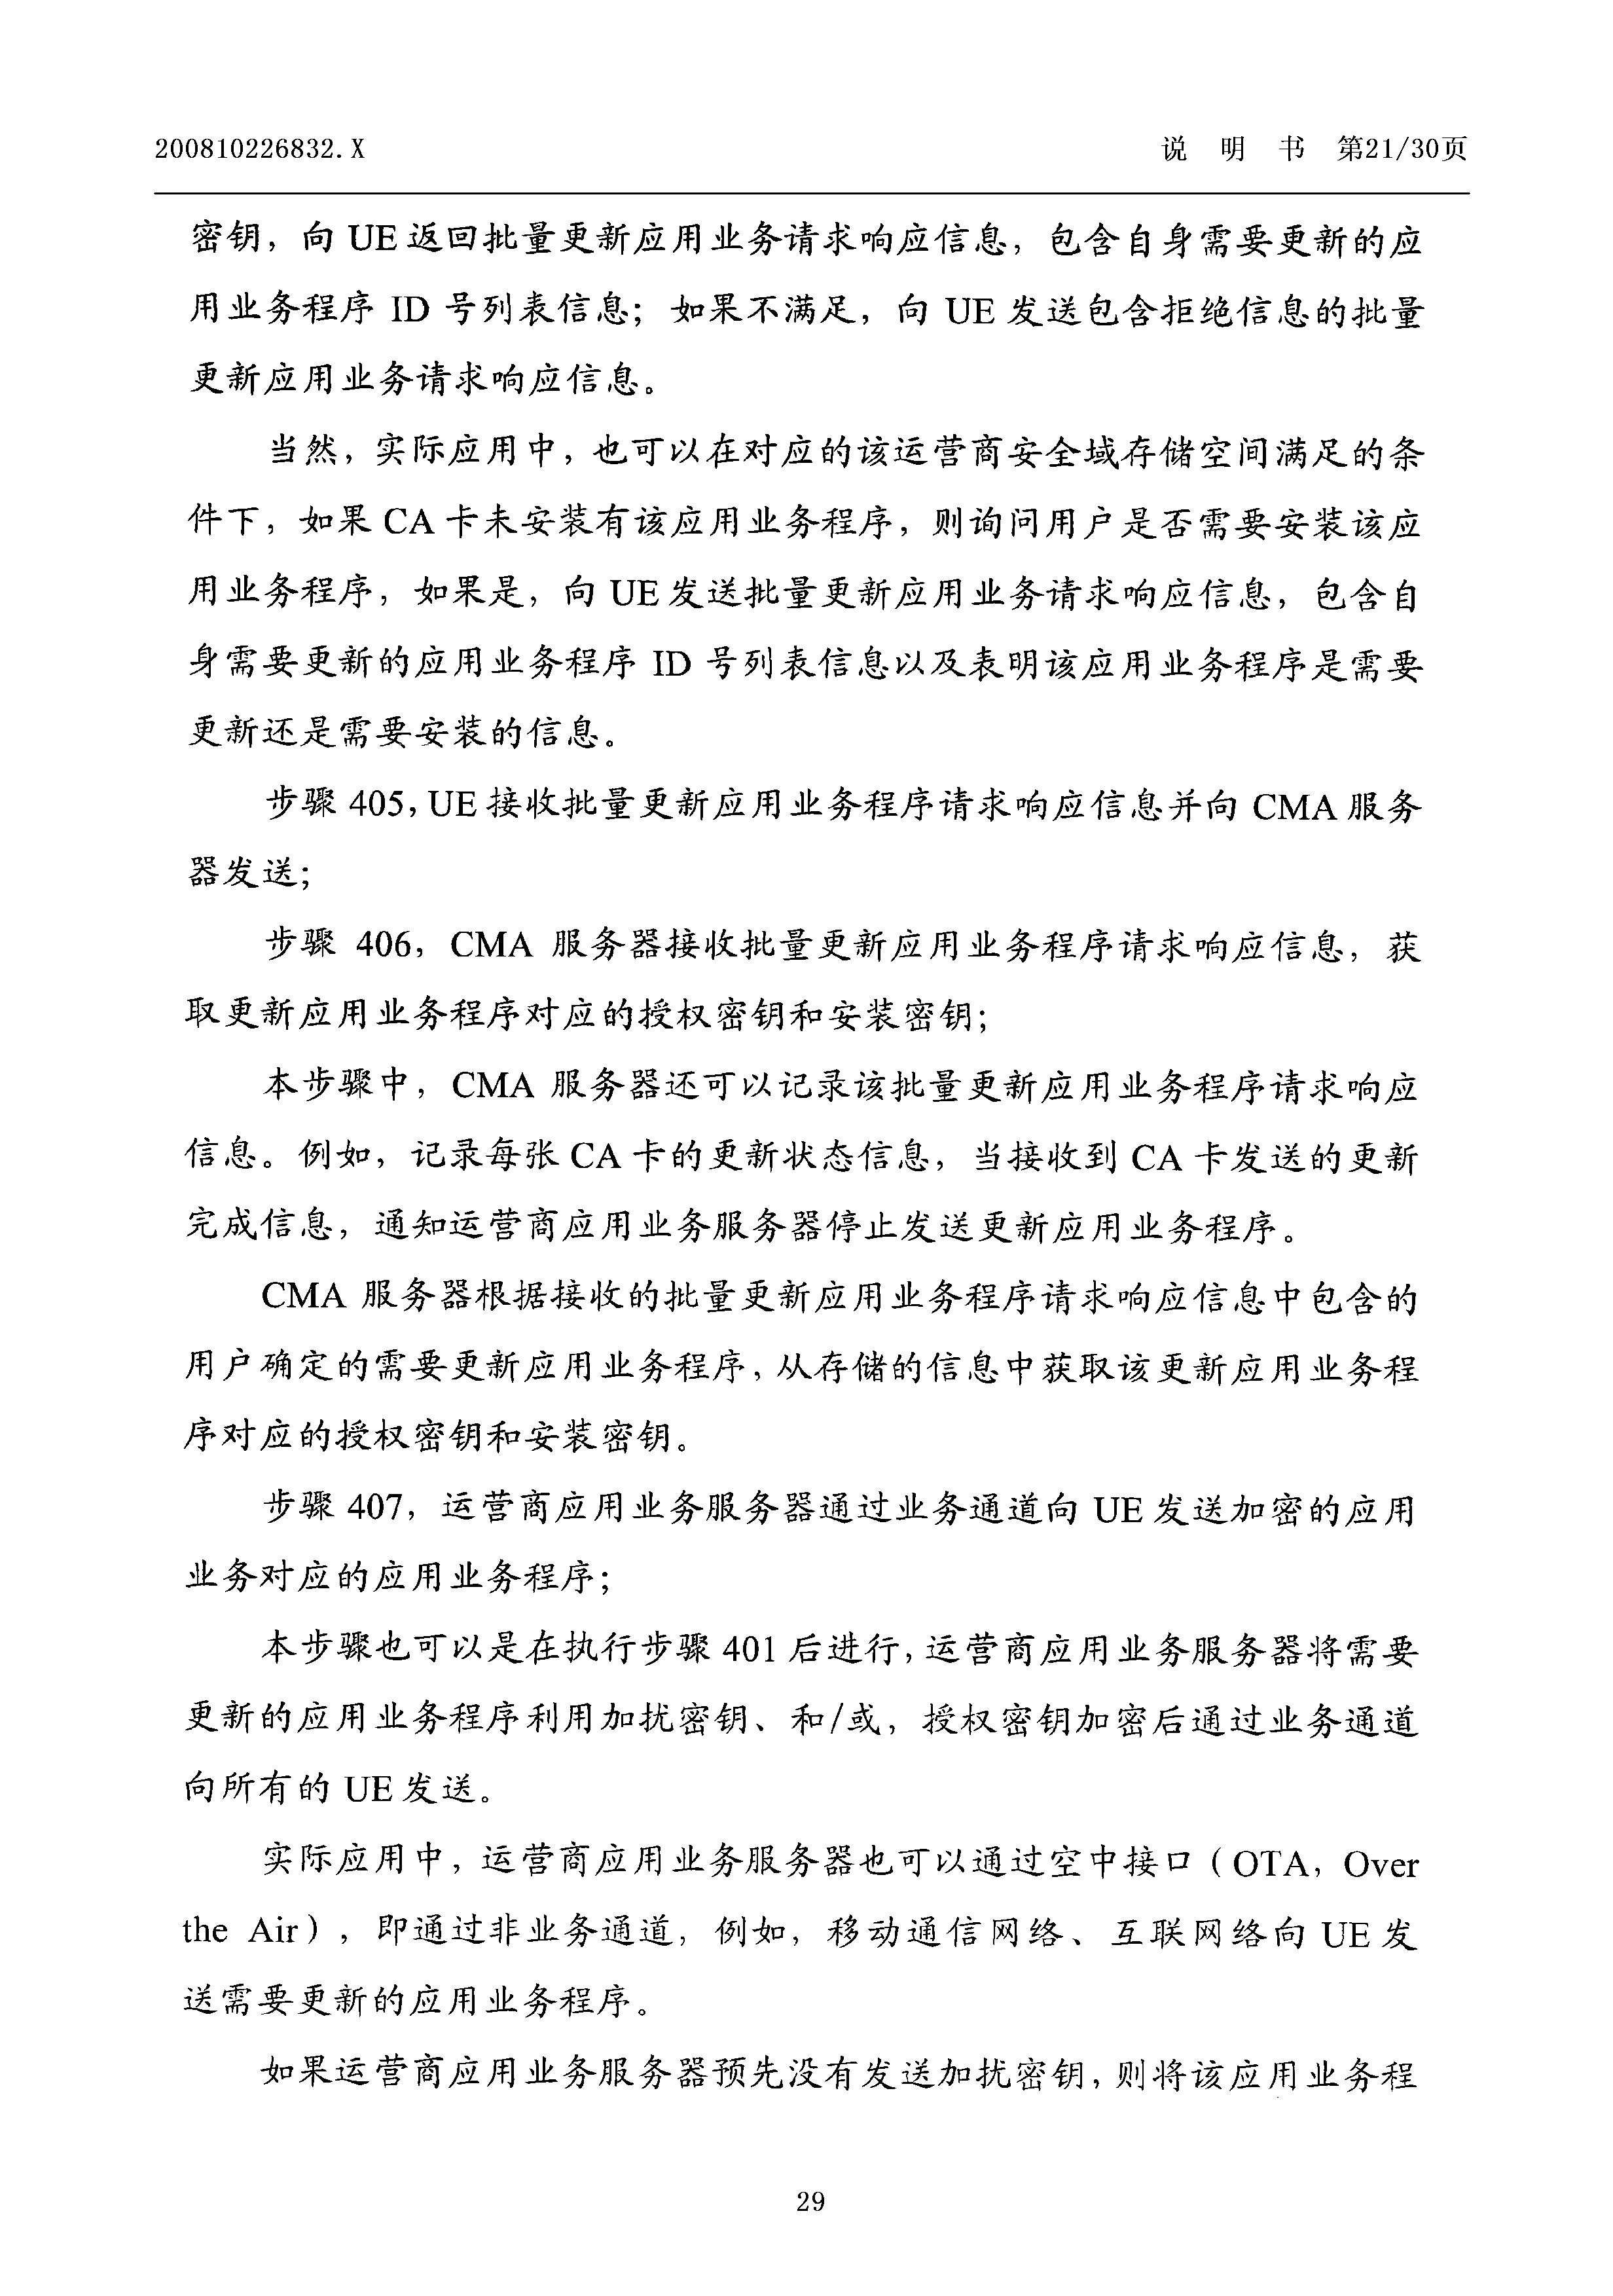 200810226832.X 说 明 书 第21/30页
密钥，向 UE 返回批量更新应用业务请求响应信息，包含自身需要更新的应
用业务程序 ID 号列表信息；如果不满足，向 UE 发送包含拒绝信息的批量
更新应用业务请求响应信息。
当然，实际应用中，也可以在对应的该运营商安全域存储空间满足的条
件下，如果 CA 卡未安装有该应用业务程序，则询问用户是否需要安装该应
用业务程序，如果是，向 UE 发送批量更新应用业务请求响应信息，包含自
身需要更新的应用业务程序 ID 号列表信息以及表明该应用业务程序是需要
更新还是需要安装的信息。
步骤 405，UE 接收批量更新应用业务程序请求响应信息并向 CMA 服务
器发送；
步骤 406，CMA 服务器接收批量更新应用业务程序请求响应信息，获
取更新应用业务程序对应的授权密钥和安装密钥；
本步骤中，CMA 服务器还可以记录该批量更新应用业务程序请求响应
信息。例如，记录每张 CA 卡的更新状态信息，当接收到 CA 卡发送的更新
完成信息，通知运营商应用业务服务器停止发送更新应用业务程序。
CMA 服务器根据接收的批量更新应用业务程序请求响应信息中包含的
用户确定的需要更新应用业务程序，从存储的信息中获取该更新应用业务程
序对应的授权密钥和安装密钥。
步骤 407，运营商应用业务服务器通过业务通道向 UE 发送加密的应用
业务对应的应用业务程序；
本步骤也可以是在执行步骤 401 后进行，运营商应用业务服务器将需要
更新的应用业务程序利用加扰密钥、和/或，授权密钥加密后通过业务通道
向所有的 UE 发送。
实际应用中，运营商应用业务服务器也可以通过空中接口（OTA，Over
the Air），即通过非业务通道，例如，移动通信网络、互联网络向 UE 发
送需要更新的应用业务程序。
如果运营商应用业务服务器预先没有发送加扰密钥，则将该应用业务程
29